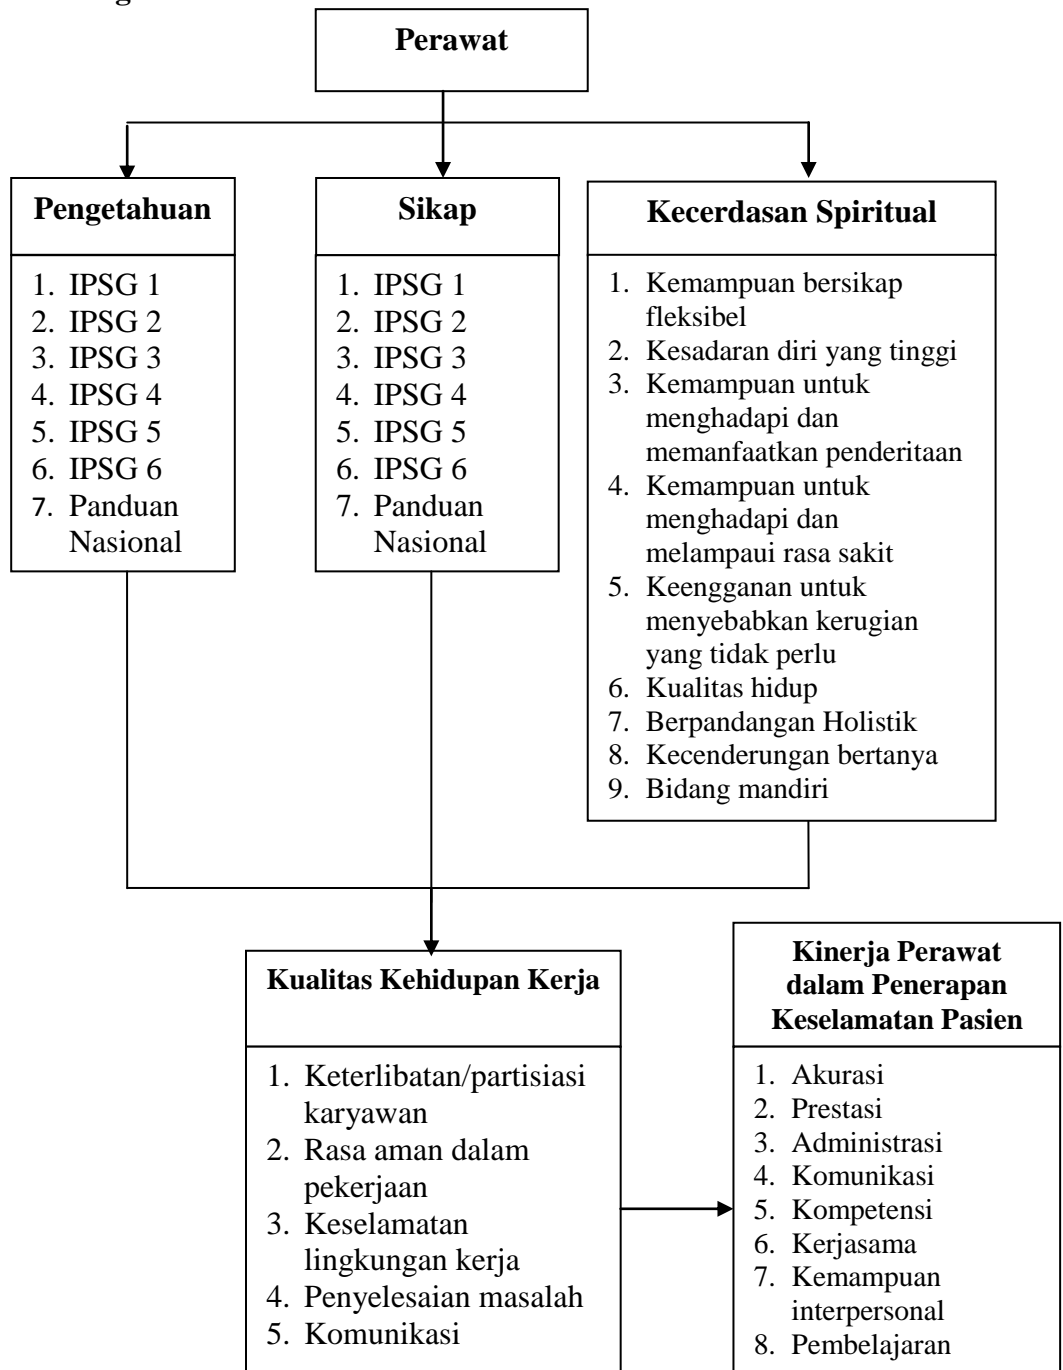 g
Perawat
Pengetahuan
1. IPSG 1
2. IPSG 2
3. IPSG 3
4. IPSG 4
5. IPSG 5
6. IPSG 6
7. Panduan
Nasional
Sikap
1. IPSG 1
2. IPSG 2
3. IPSG 3
4. IPSG 4
5. IPSG 5
6. IPSG 6
7. Panduan
Nasional
Kecerdasan Spiritual
1. Kemampuan bersikap
fleksibel
2. Kesadaran diri yang tinggi
3. Kemampuan untuk
menghadapi dan
memanfaatkan penderitaan
4. Kemampuan untuk
menghadapi dan
melampaui rasa sakit
5. Keengganan untuk
menyebabkan kerugian
yang tidak perlu
6. Kualitas hidup
7. Berpandangan Holistik
8. Kecenderungan bertanya
9. Bidang mandiri
Kualitas Kehidupan Kerja
1. Keterlibatan/partisiasi
karyawan
2. Rasa aman dalam
pekerjaan
3. Keselamatan
lingkungan kerja
4. Penyelesaian masalah
5. Komunikasi
Kinerja Perawat
dalam Penerapan
Keselamatan Pasien
1. Akurasi
2. Prestasi
3. Administrasi
4. Komunikasi
5. Kompetensi
6. Kerjasama
7. Kemampuan
interpersonal
8. Pembelajaran